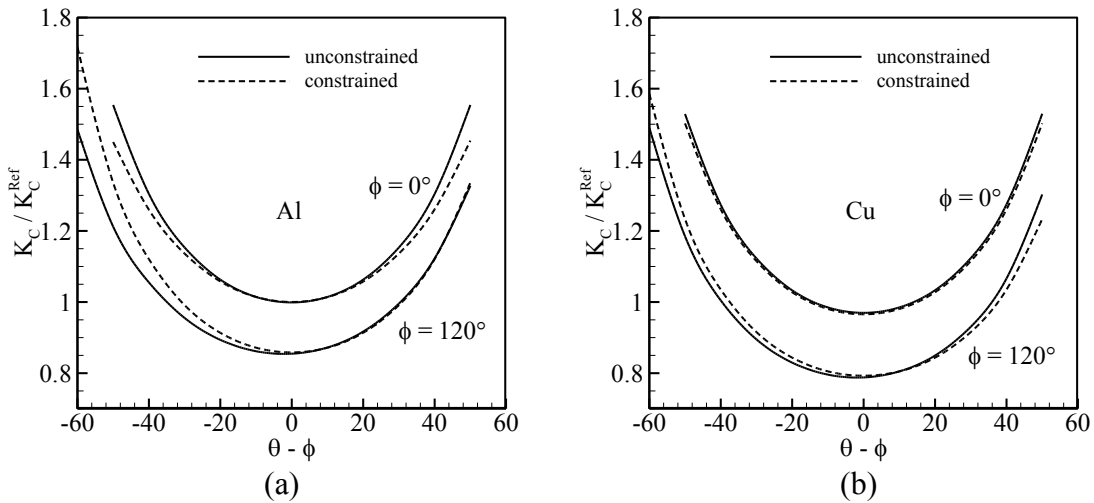 1.8
1.6
1.4
1.2
1
0.8
K_C / K_C^Ref
unconstrained
constrained
ϕ = 0°
Al
ϕ = 120°
-60 -40 -20 0 20 40 60
θ - ϕ
(a)
1.8
1.6
1.4
1.2
1
0.8
K_C / K_C^Ref
unconstrained
constrained
ϕ = 0°
Cu
ϕ = 120°
-60 -40 -20 0 20 40 60
θ - ϕ
(b)